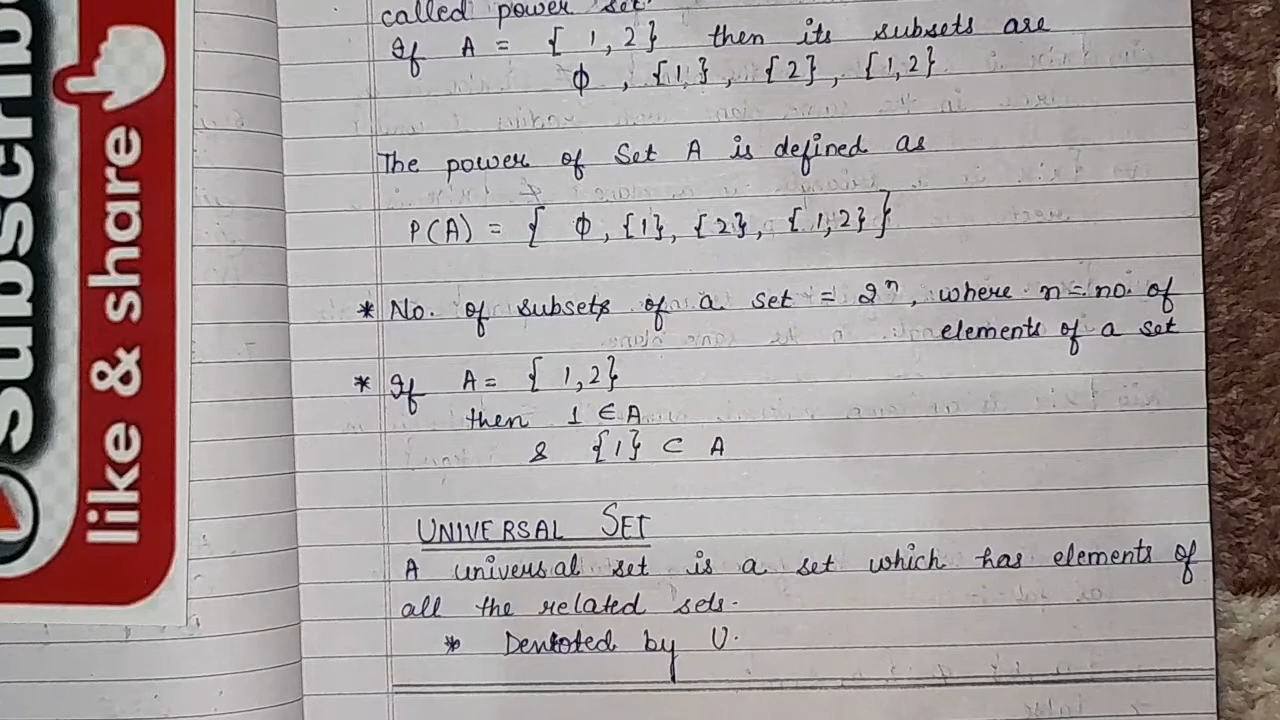 Subscribe
like & share
called power set.
If A = { 1, 2 } then its subsets are
ϕ , {1} , {2} , {1,2}
The power of Set A is defined as
P(A) = { ϕ, {1}, {2}, {1,2} }
* No. of subsets of a set = 2ⁿ, where n = no. of
elements of a set
* If A = { 1, 2 }
then 1 ∈ A
& {1} ⊂ A
UNIVERSAL SET
A universal set is a set which has elements of
all the related sets.
* Denoted by U.